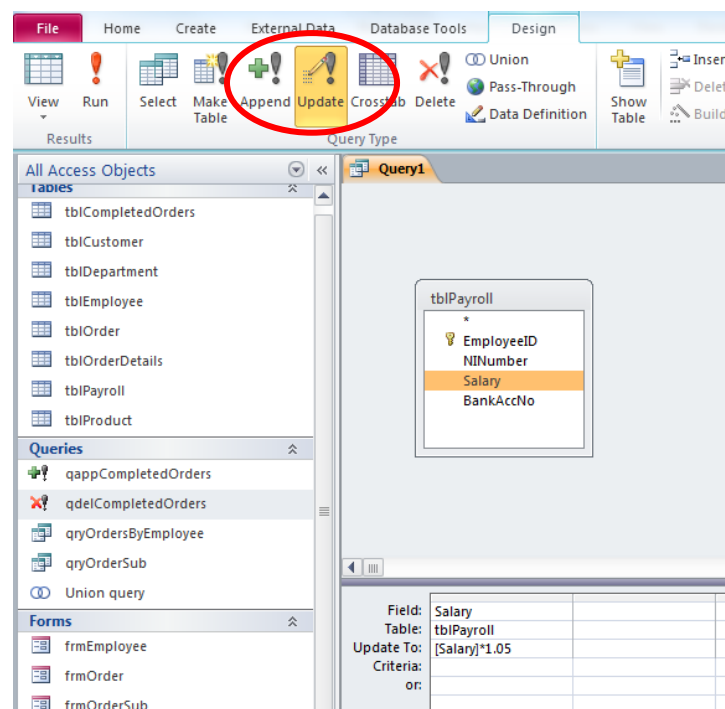 File Home Create External Data Database Tools Design
View Run Select Make Table Append Update Crosstab Delete
Union
Pass-Through
Data Definition
Show Table
Inser
Delet
Build
Results Query Type
All Access Objects
Query1
Tables
tblCompletedOrders
tblCustomer
tblDepartment
tblEmployee
tblOrder
tblOrderDetails
tblPayroll
tblProduct
Queries
qappCompletedOrders
qdelCompletedOrders
qryOrdersByEmployee
qryOrderSub
Union query
Forms
frmEmployee
frmOrder
frmOrderSub
tblPayroll
*
EmployeeID
NINumber
Salary
BankAccNo
Field: Salary
Table: tblPayroll
Update To: [Salary]*1.05
Criteria:
or: